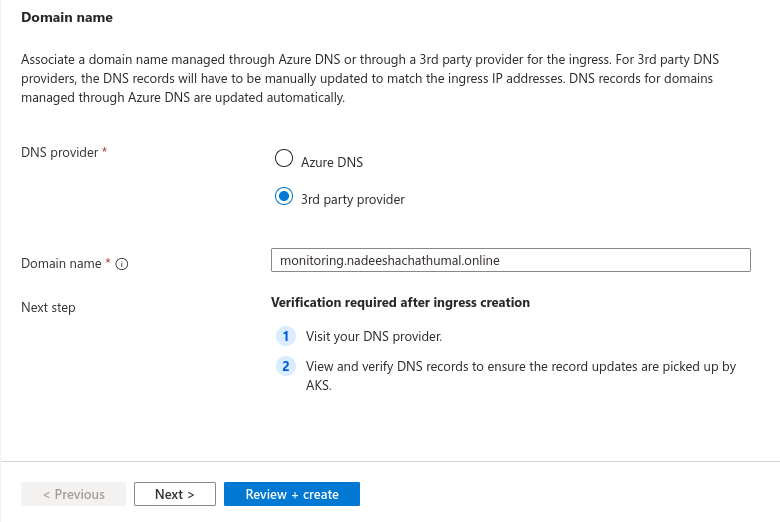 Domain name
Associate a domain name managed through Azure DNS or through a 3rd party provider for the ingress. For 3rd party DNS
providers, the DNS records will have to be manually updated to match the ingress IP addresses. DNS records for domains
managed through Azure DNS are updated automatically.
DNS provider *
Azure DNS
3rd party provider
Domain name *
monitoring.nadeeshachathumal.online
Next step
Verification required after ingress creation
1 Visit your DNS provider.
2 View and verify DNS records to ensure the record updates are picked up by
AKS.
< Previous
Next >
Review + create